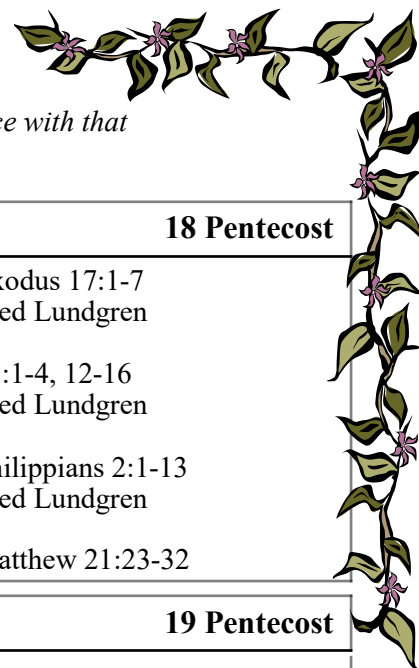 ce with that
18 Pentecost
xodus 17:1-7
ed Lundgren
:1-4, 12-16
ed Lundgren
hilippians 2:1-13
ed Lundgren
atthew 21:23-32
19 Pentecost